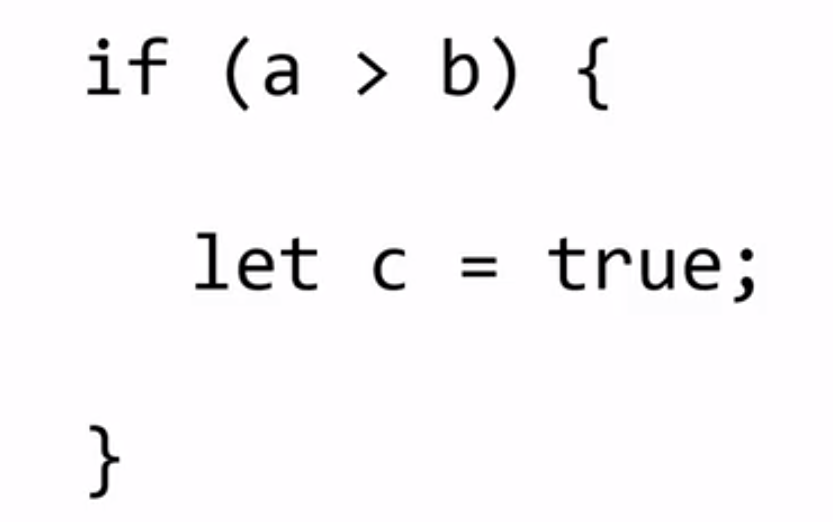 if (a > b) {
let c = true;
}